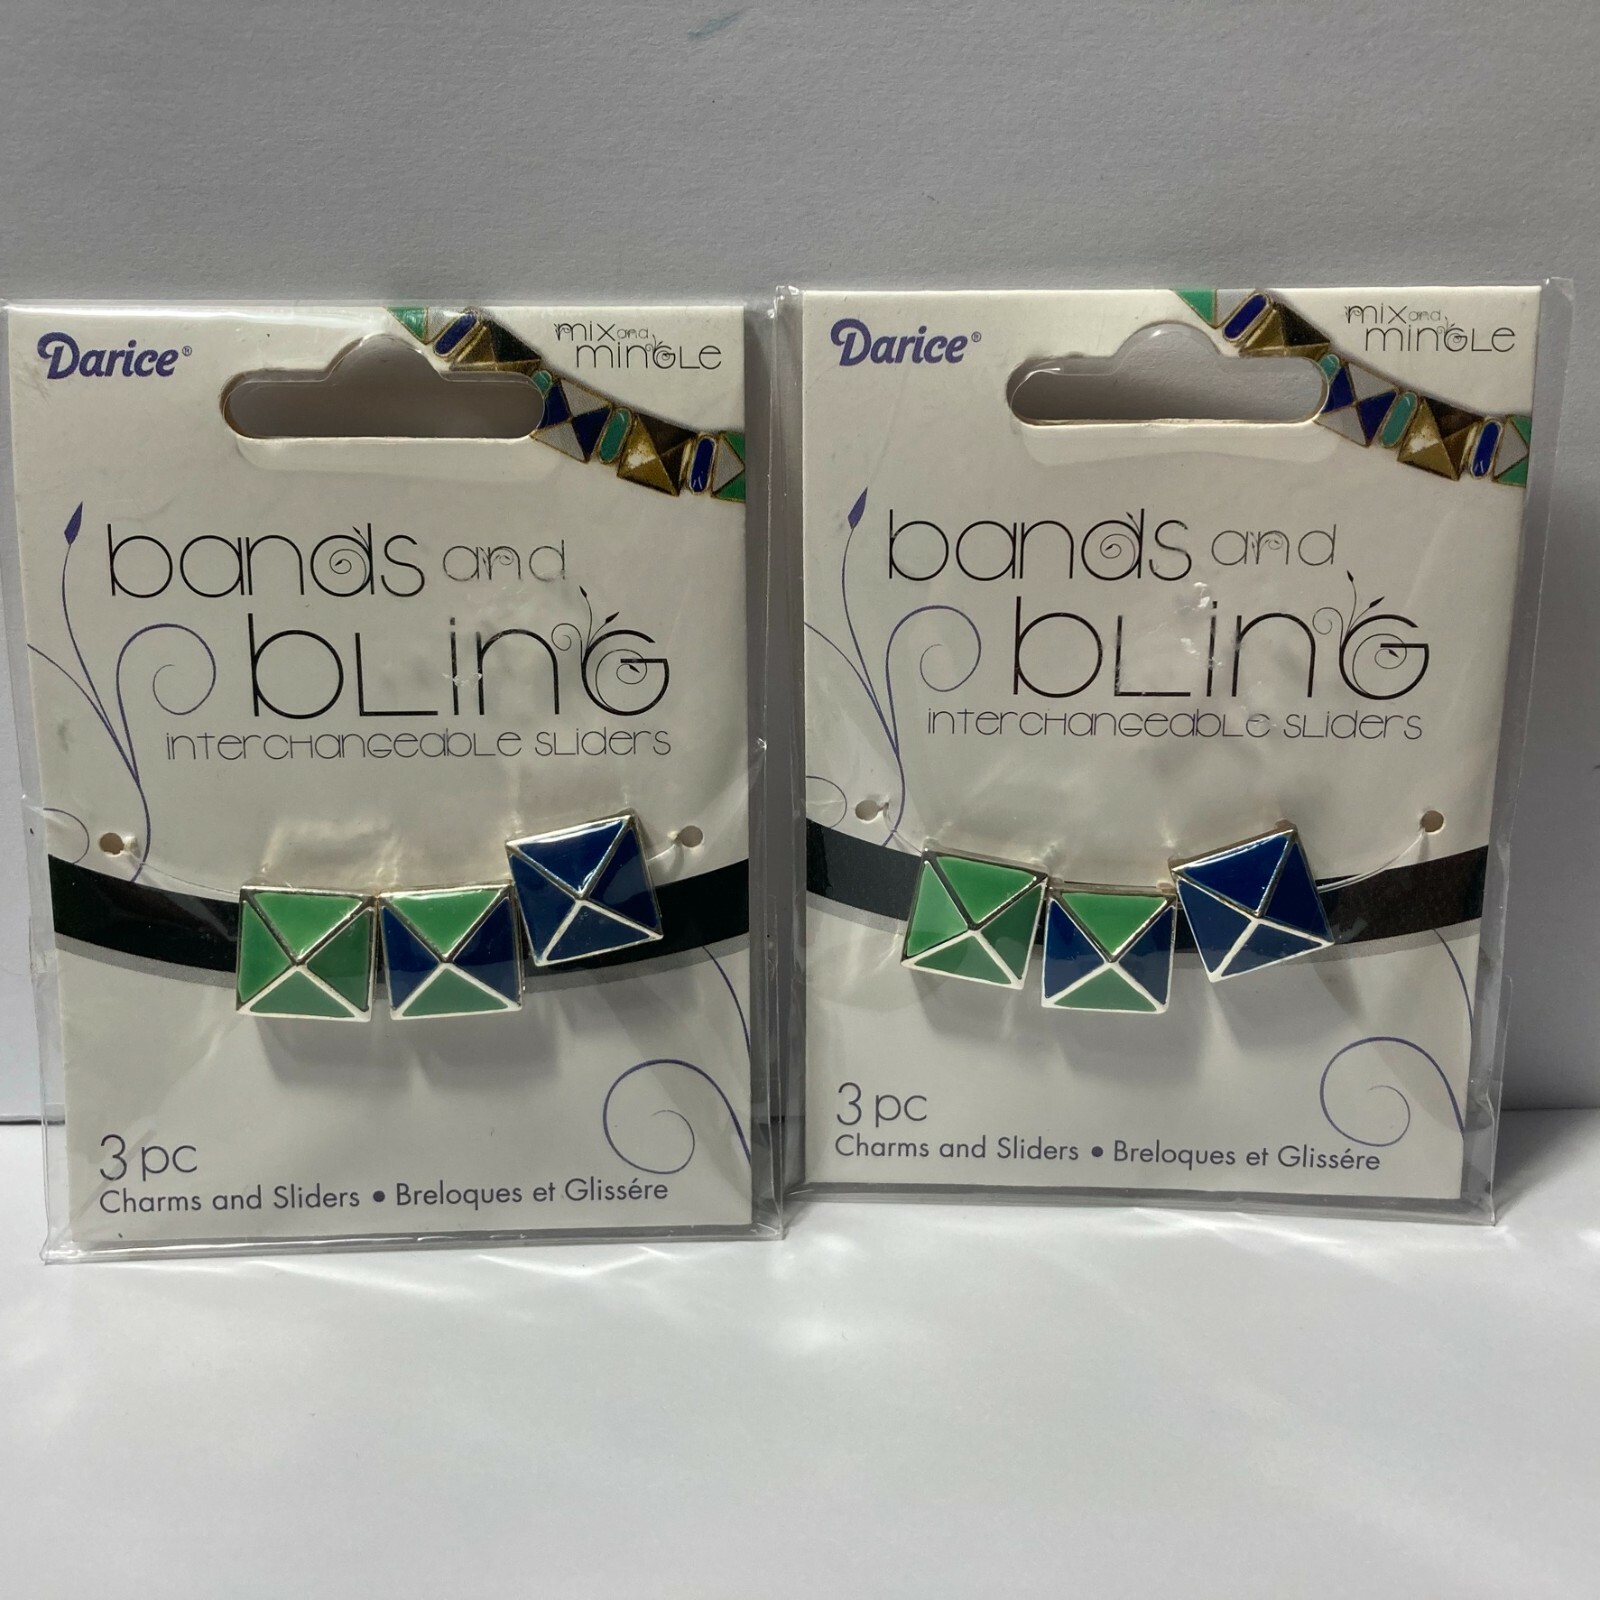 Darice®
mix and
mingle
bands and
bling
interchangeable sliders
3 pc
Charms and Sliders • Breloques et Glissére
Darice®
mix and
mingle
bands and
bling
interchangeable sliders
3 pc
Charms and Sliders • Breloques et Glissére